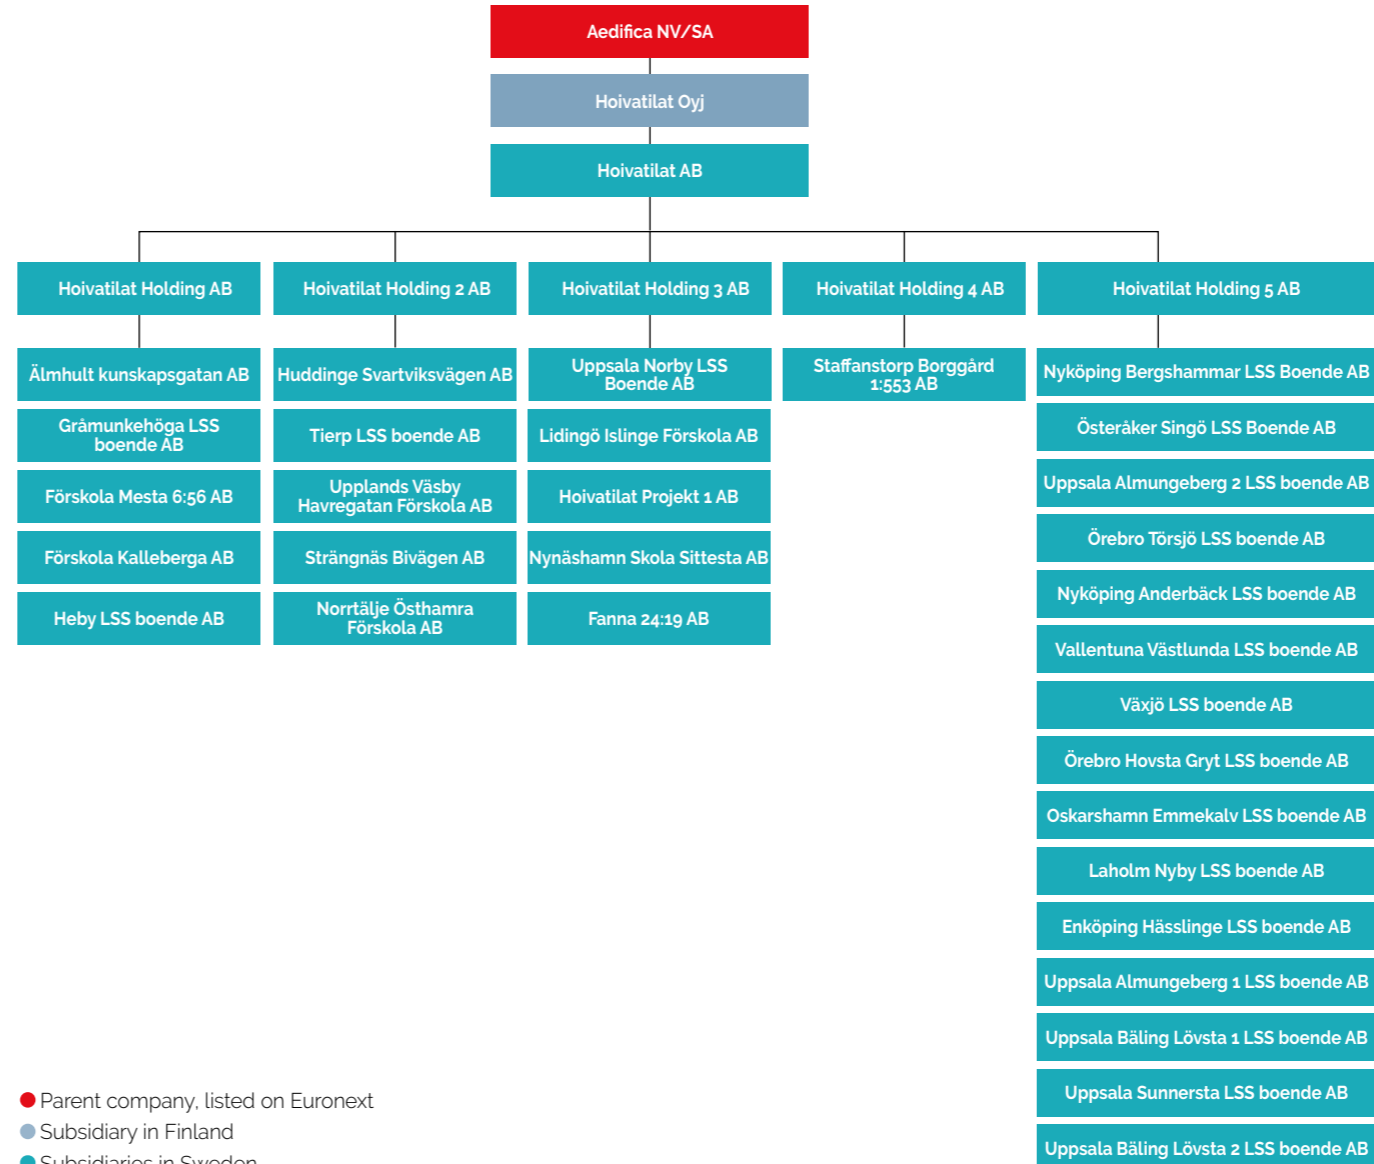 Aedifica NV/SA
Hoivatilat Oyj
Hoivatilat AB
Hoivatilat Holding AB
Hoivatilat Holding 2 AB
Hoivatilat Holding 3 AB
Hoivatilat Holding 4 AB
Hoivatilat Holding 5 AB
Älmhult kunskapsgatan AB
Gråmunkehöga LSS
boende AB
Förskola Mesta 6:56 AB
Förskola Kalleberga AB
Heby LSS boende AB
Huddinge Svartviksvägen AB
Tierp LSS boende AB
Upplands Väsby
Havregatan Förskola AB
Strängnäs Bivägen AB
Norrtälje Östhamra
Förskola AB
Uppsala Norby LSS
Boende AB
Lidingö Islinge Förskola AB
Hoivatilat Projekt 1 AB
Nynäshamn Skola Sittesta AB
Fanna 24:19 AB
Staffanstorp Borggård
1:553 AB
Nyköping Bergshammar LSS Boende AB
Österåker Singö LSS Boende AB
Uppsala Almungeberg 2 LSS boende AB
Örebro Törsjö LSS boende AB
Nyköping Anderbäck LSS boende AB
Vallentuna Västlunda LSS boende AB
Växjö LSS boende AB
Örebro Hovsta Gryt LSS boende AB
Oskarshamn Emmekalv LSS boende AB
Laholm Nyby LSS boende AB
Enköping Hässlinge LSS boende AB
Uppsala Almungeberg 1 LSS boende AB
Uppsala Bäling Lövsta 1 LSS boende AB
Uppsala Sunnersta LSS boende AB
Uppsala Bäling Lövsta 2 LSS boende AB
Parent company, listed on Euronext
Subsidiary in Finland
Subsidiaries in Sweden